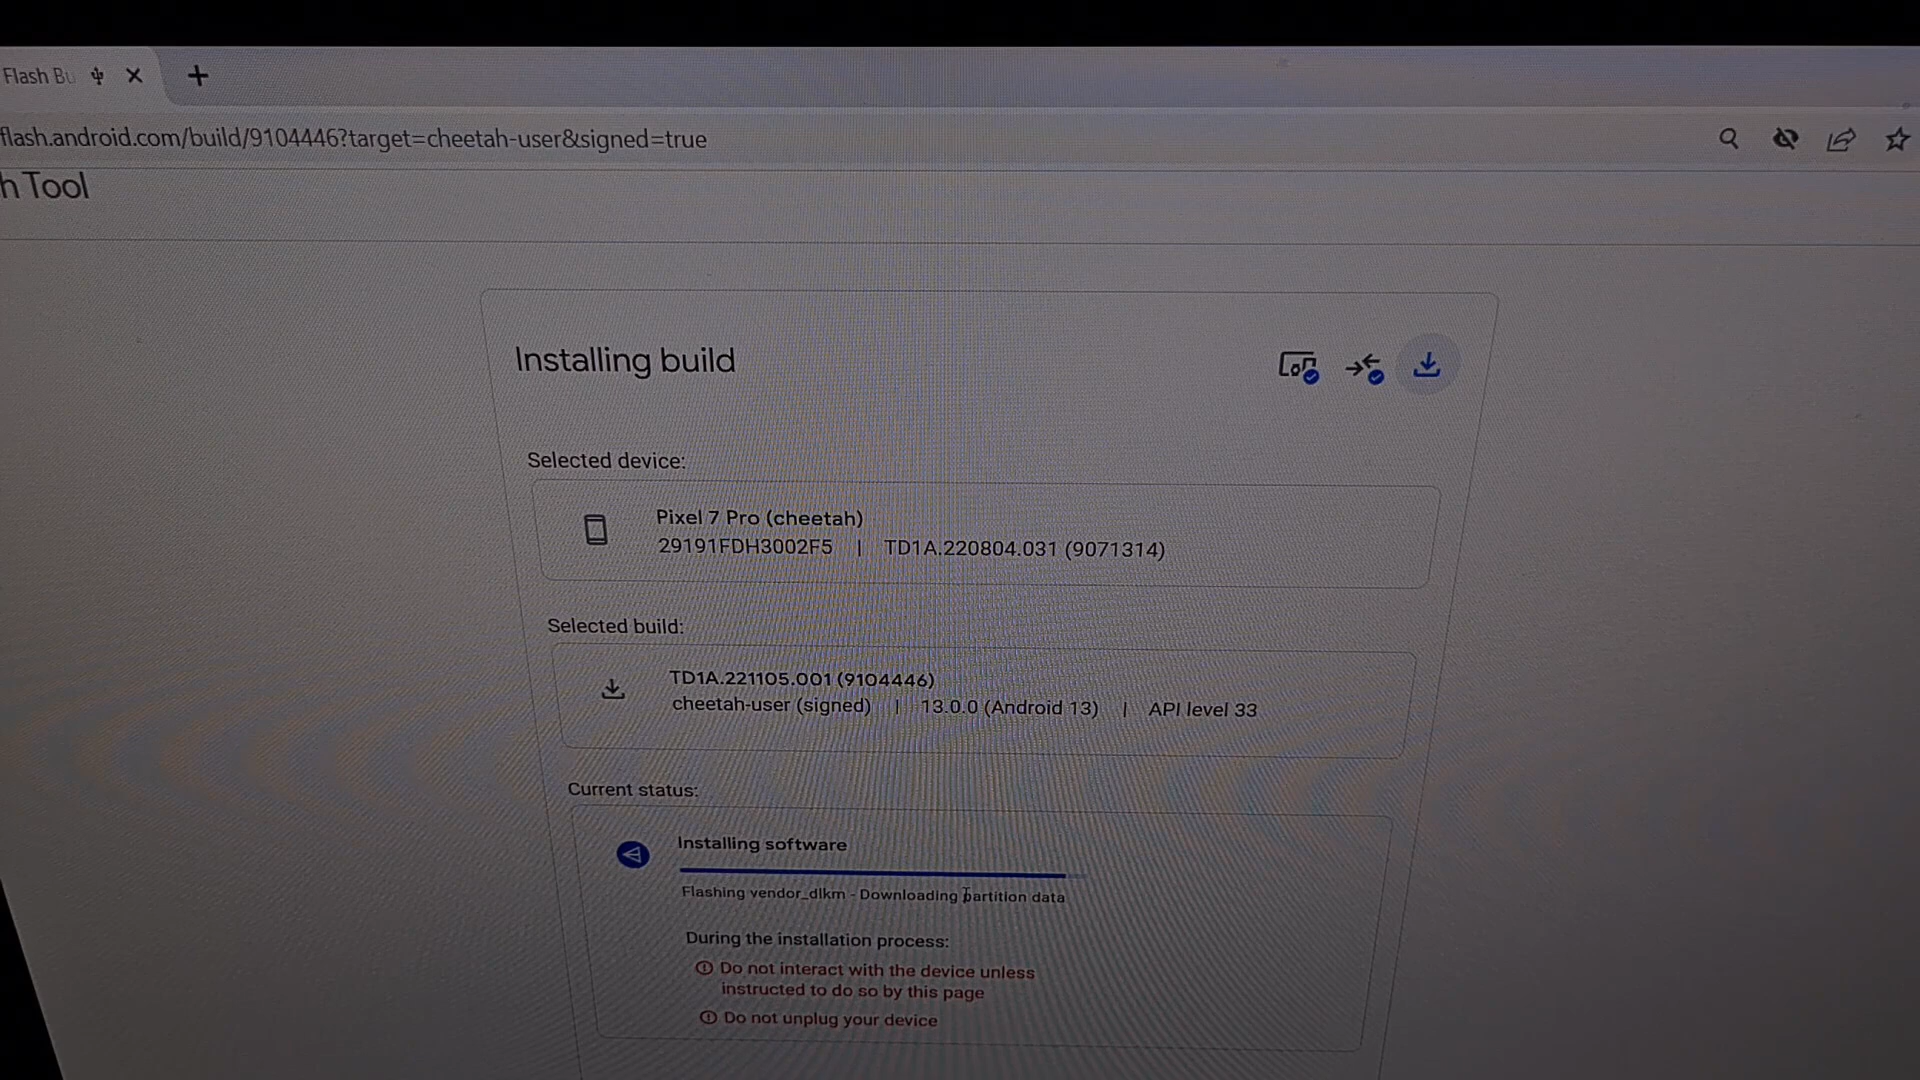 Flash Bu
flash.android.com/build/9104446?target=cheetah-user&signed=true
h Tool
Installing build
Selected device:
Pixel 7 Pro (cheetah)
29191FDH3002F5 | TD1A.220804.031 (9071314)
Selected build:
TD1A.221105.001 (9104446)
cheetah-user (signed) | 13.0.0 (Android 13) | API level 33
Current status:
Installing software
Flashing vendor_dlkm - Downloading partition data
During the installation process:
Do not interact with the device unless
instructed to do so by this page
Do not unplug your device